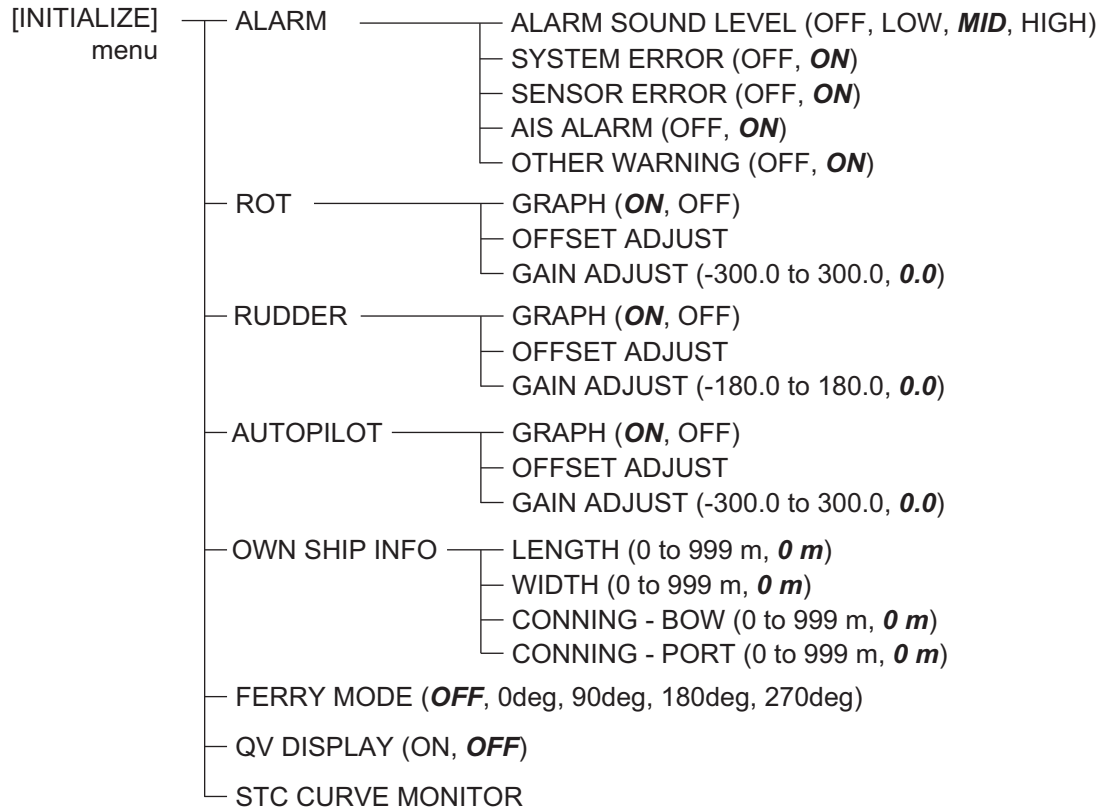 [INITIALIZE]
menu
ALARM
ALARM SOUND LEVEL (OFF, LOW, MID, HIGH)
SYSTEM ERROR (OFF, ON)
SENSOR ERROR (OFF, ON)
AIS ALARM (OFF, ON)
OTHER WARNING (OFF, ON)
ROT
GRAPH (ON, OFF)
OFFSET ADJUST
GAIN ADJUST (-300.0 to 300.0, 0.0)
RUDDER
GRAPH (ON, OFF)
OFFSET ADJUST
GAIN ADJUST (-180.0 to 180.0, 0.0)
AUTOPILOT
GRAPH (ON, OFF)
OFFSET ADJUST
GAIN ADJUST (-300.0 to 300.0, 0.0)
OWN SHIP INFO
LENGTH (0 to 999 m, 0 m)
WIDTH (0 to 999 m, 0 m)
CONNING - BOW (0 to 999 m, 0 m)
CONNING - PORT (0 to 999 m, 0 m)
FERRY MODE (OFF, 0deg, 90deg, 180deg, 270deg)
QV DISPLAY (ON, OFF)
STC CURVE MONITOR